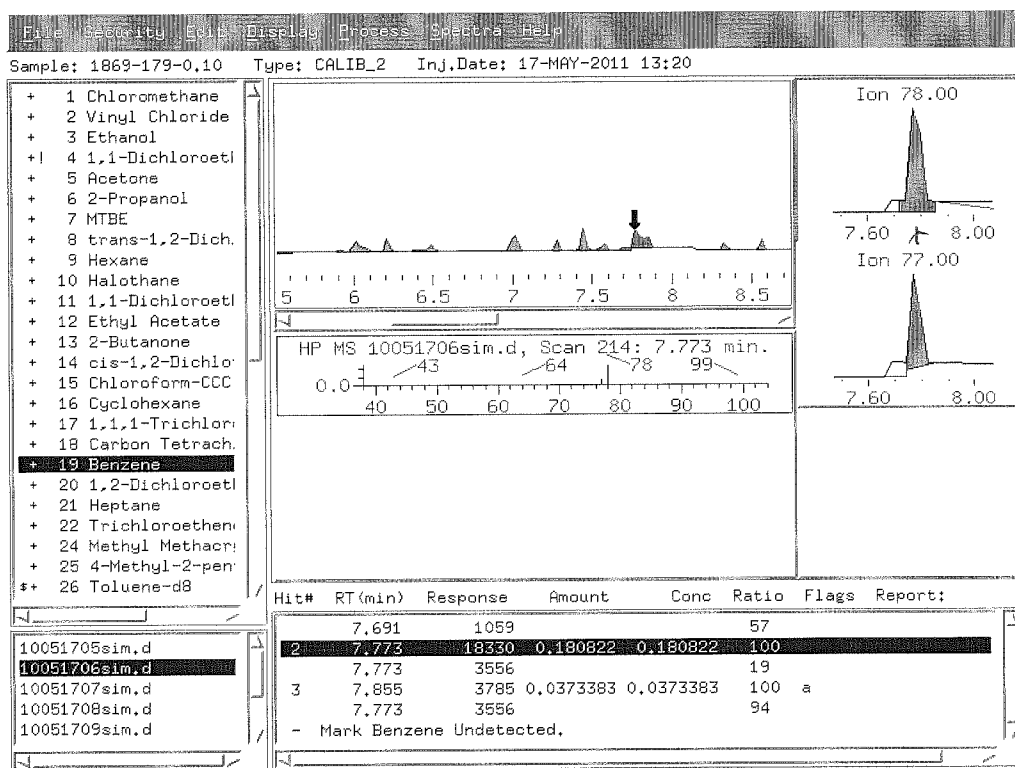 File Security Edit Display Process Spectra Help
Sample: 1869-179-0.10 Type: CALIB_2 Inj.Date: 17-MAY-2011 13:20
+ 1 Chloromethane
+ 2 Vinyl Chloride
+ 3 Ethanol
+! 4 1,1-Dichloroetl
+ 5 Acetone
+ 6 2-Propanol
+ 7 MTBE
+ 8 trans-1,2-Dich.
+ 9 Hexane
+ 10 Halothane
+ 11 1,1-Dichloroetl
+ 12 Ethyl Acetate
+ 13 2-Butanone
+ 14 cis-1,2-Dichlo
+ 15 Chloroform-CCC
+ 16 Cyclohexane
+ 17 1,1,1-Trichlor
+ 18 Carbon Tetrach.
+ 19 Benzene
+ 20 1,2-Dichloroetl
+ 21 Heptane
+ 22 Trichloroethen
+ 24 Methyl Methacr
+ 25 4-Methyl-2-pen
$+ 26 Toluene-d8
10051705sim.d
10051706sim.d
10051707sim.d
10051708sim.d
10051709sim.d
5 6 6.5 7 7.5 8 8.5
HP MS 10051706sim.d, Scan 214: 7.773 min.
43 64 78 99
0.0
40 50 60 70 80 90 100
Ion 78.00
7.60 8.00
Ion 77.00
7.60 8.00
Hit# RT(min) Response Amount Conc Ratio Flags Report:
7.691 1059 57
2 7.773 18330 0.180822 0.180822 100
7.773 3556 19
3 7.855 3785 0.0373383 0.0373383 100 a
7.773 3556 94
- Mark Benzene Undetected.